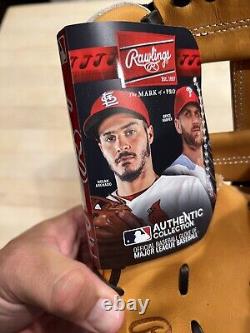 Rawlings
R
EST. 1887
The MARK of a PRO
BRYCE
HARPER
NOLAN
ARENADO
AUTHENTIC
COLLECTION
OFFICIAL BASEBALL GLOVE OF
MAJOR LEAGUE BASEBALL